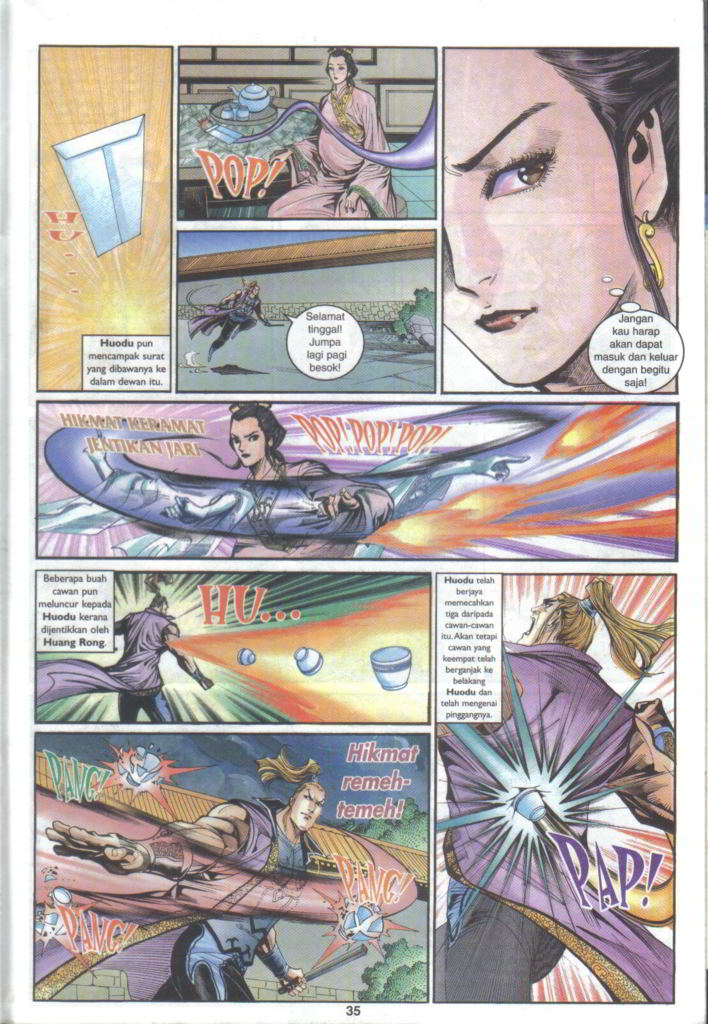 HU...
Huodu pun
mencampak surat
yang dibawanya ke
dalam dewan itu.
POP!
Selamat
tinggal!
Jumpa
lagi pagi
besok!
Jangan
kau harap
akan dapat
masuk dan keluar
dengan begitu
saja!
HIKMAT KERAMAT
JENTIKAN JARI
POP! POP! POP!
Beberapa buah
cawan pun
meluncur kepada
Huodu kerana
dijentikkan oleh
Huang Rong.
HU...
Huodu telah
berjaya
memecahkan
tiga daripada
cawan-cawan
itu. Akan tetapi
cawan yang
keempat telah
berganjak ke
belakang
Huodu dan
telah mengenai
pinggangnya.
PANG!
Hikmat
remeh-
temeh!
PANG!
PANG!
PAP!
35